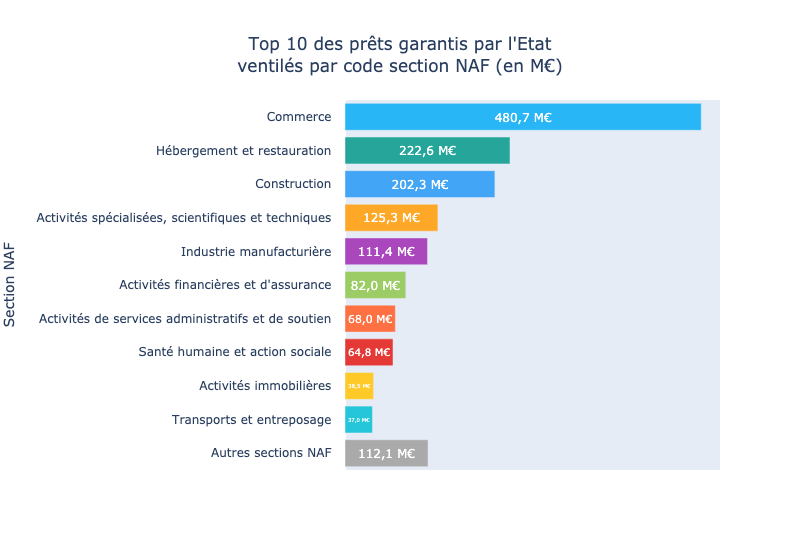 Top 10 des prêts garantis par l'Etat
ventilés par code section NAF (en M€)
Section NAF
Commerce 480,7 M€
Hébergement et restauration 222,6 M€
Construction 202,3 M€
Activités spécialisées, scientifiques et techniques 125,3 M€
Industrie manufacturière 111,4 M€
Activités financières et d'assurance 82,0 M€
Activités de services administratifs et de soutien 68,0 M€
Santé humaine et action sociale 64,8 M€
Activités immobilières M€
Transports et entreposage 37,0 M€
Autres sections NAF 112,1 M€